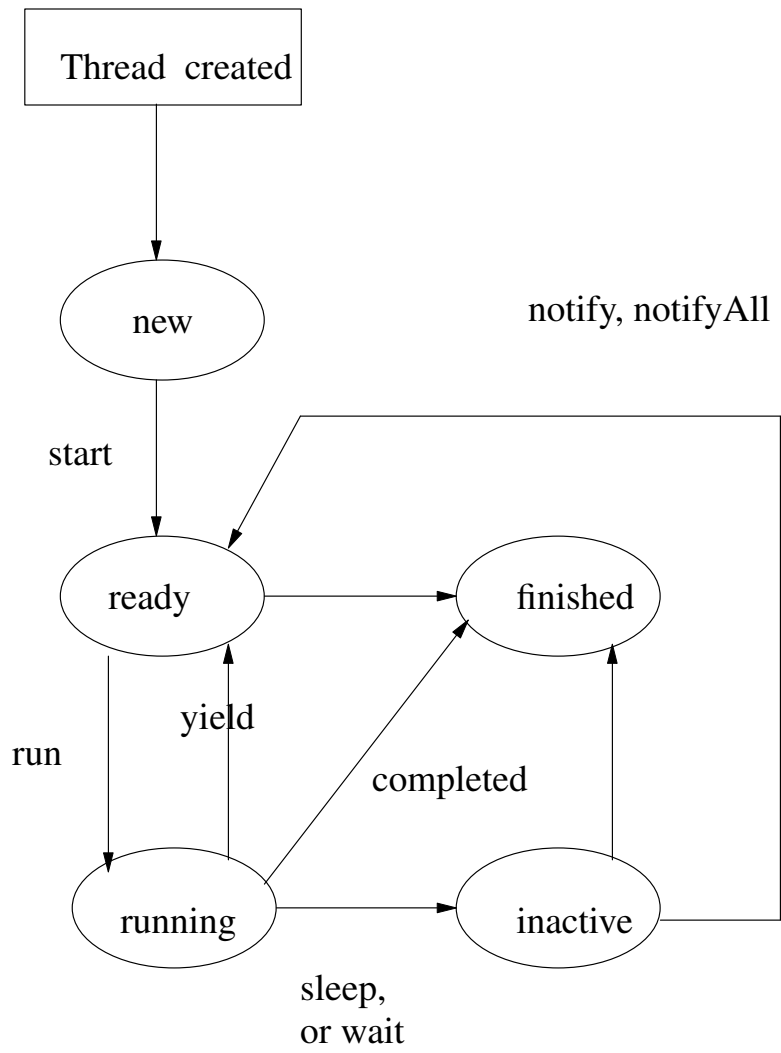 Thread created
new
notify, notifyAll
start
ready
finished
yield
run
completed
running
inactive
sleep,
or wait